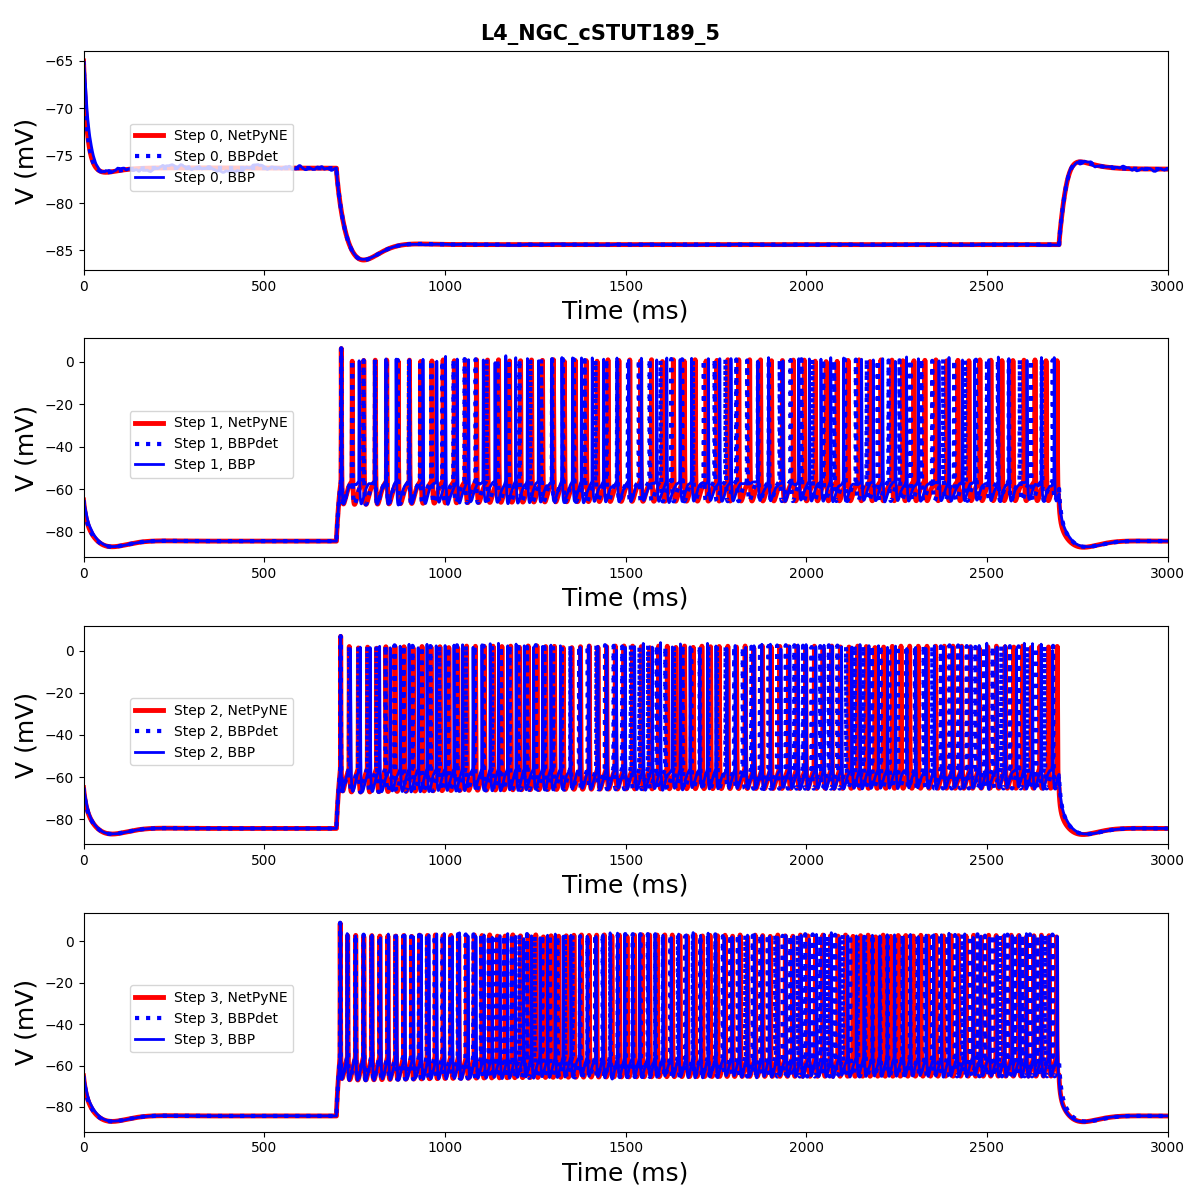 L4_NGC_cSTUT189_5
−65
−70
−75
−80
−85
V (mV)
Step 0, NetPyNE
Step 0, BBPdet
Step 0, BBP
0 500 1000 1500 2000 2500 3000
Time (ms)
0
−20
−40
−60
−80
V (mV)
Step 1, NetPyNE
Step 1, BBPdet
Step 1, BBP
0 500 1000 1500 2000 2500 3000
Time (ms)
0
−20
−40
−60
−80
V (mV)
Step 2, NetPyNE
Step 2, BBPdet
Step 2, BBP
0 500 1000 1500 2000 2500 3000
Time (ms)
0
−20
−40
−60
−80
V (mV)
Step 3, NetPyNE
Step 3, BBPdet
Step 3, BBP
0 500 1000 1500 2000 2500 3000
Time (ms)